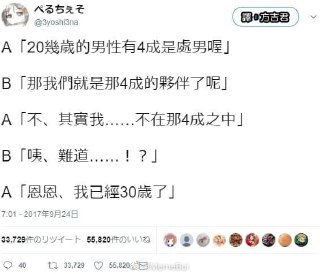 ぺるちぇそ
@3yoshi3na
譯✦方吉君
A「20幾歲的男性有4成是處男喔」
B「那我們就是那4成的夥伴了呢」
A「不、其實我……不在那4成之中」
B「咦、難道……！？」
A「恩恩、我已經30歲了」
7:01 - 2017年9月24日
33,729件のリツイート 55,820件のいいね
40 33,729 55,820